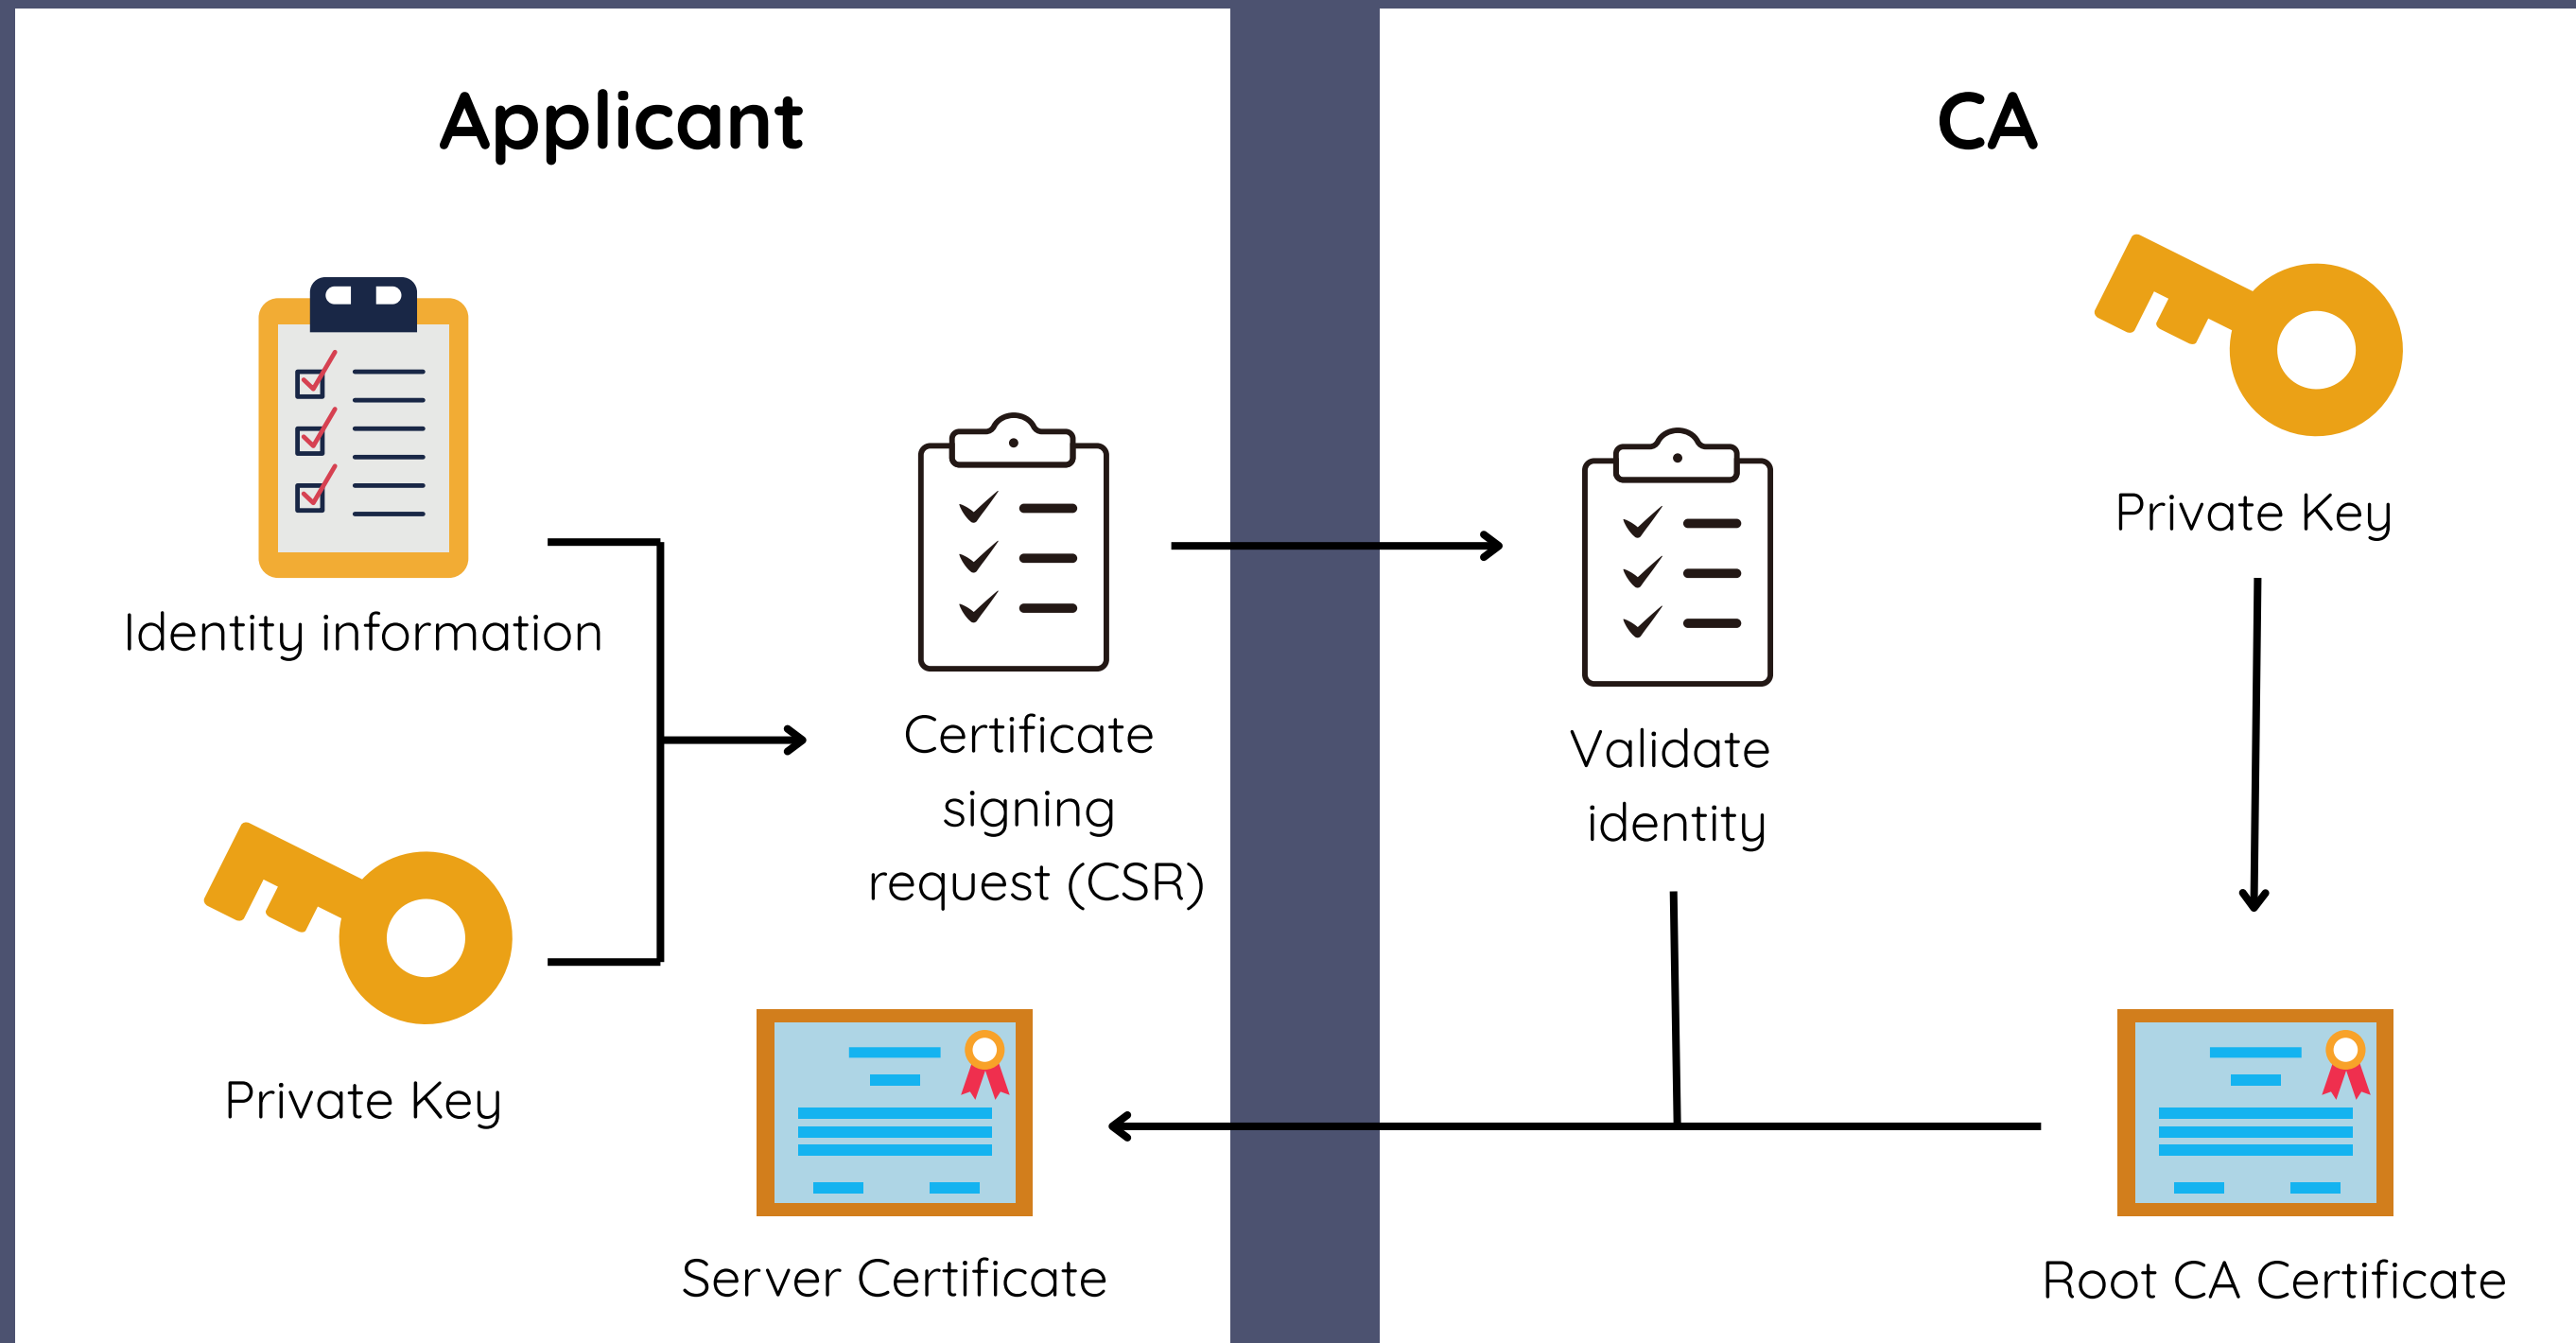 Applicant
Identity information
Private Key
Certificate
signing
request (CSR)
Server Certificate
CA
Validate
identity
Private Key
Root CA Certificate